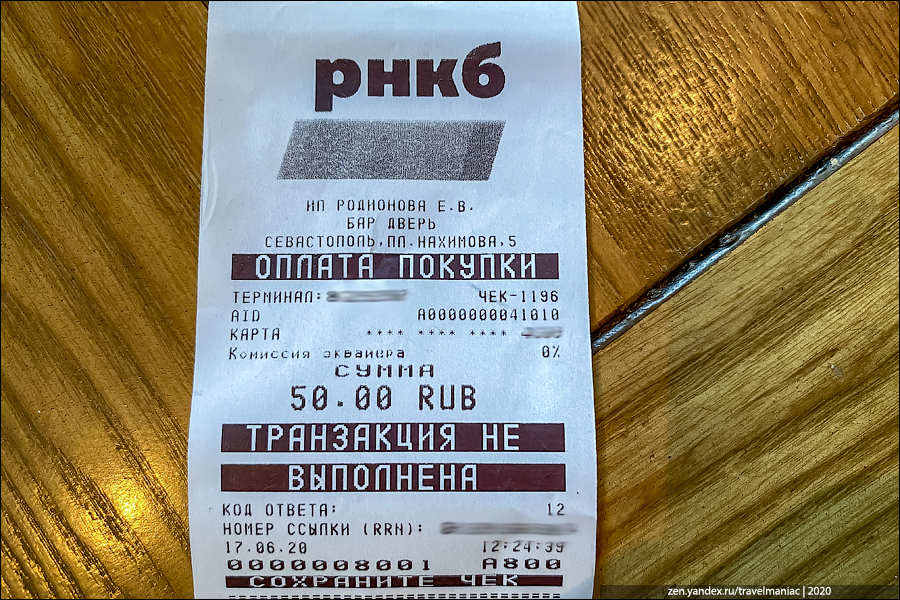 рнкб
ИП РОДИОНОВА Е.В.
БАР ДВЕРЬ
СЕВАСТОПОЛЬ,ПЛ.НАХИМОВА,5
ОПЛАТА ПОКУПКИ
ТЕРМИНАЛ: ЧЕК-1196
AID A0000000041010
КАРТА **** **** ****
Комиссия эквайера 0%
СУММА
50.00 RUB
ТРАНЗАКЦИЯ НЕ
ВЫПОЛНЕНА
КОД ОТВЕТА: 12
НОМЕР ССЫЛКИ (RRN):
17.06.20 12:24:39
0000008001 A800
СОХРАНИТЕ ЧЕК
zen.yandex.ru/travelmaniac | 2020